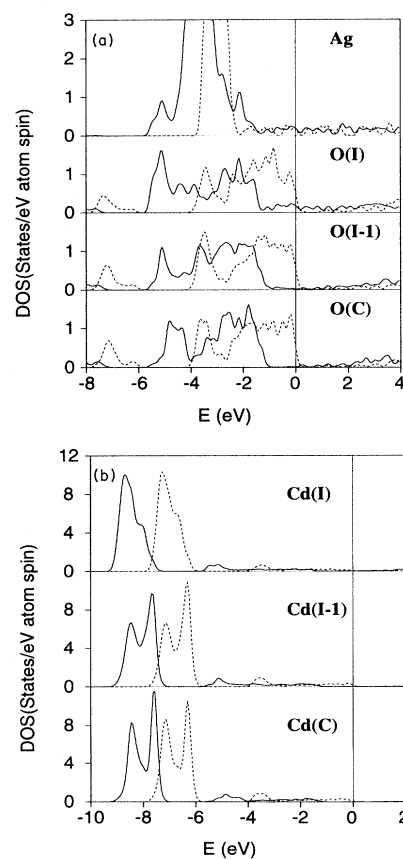 (a)
Ag
3
2
1
0
O(I)
1
0
O(I-1)
1
0
O(C)
1
0
DOS(States/eV atom spin)
-8 -6 -4 -2 0 2 4
E (eV)
(b)
Cd(I)
12
8
4
0
Cd(I-1)
8
4
0
Cd(C)
8
4
0
DOS(States/eV atom spin)
-10 -8 -6 -4 -2 0 2
E (eV)